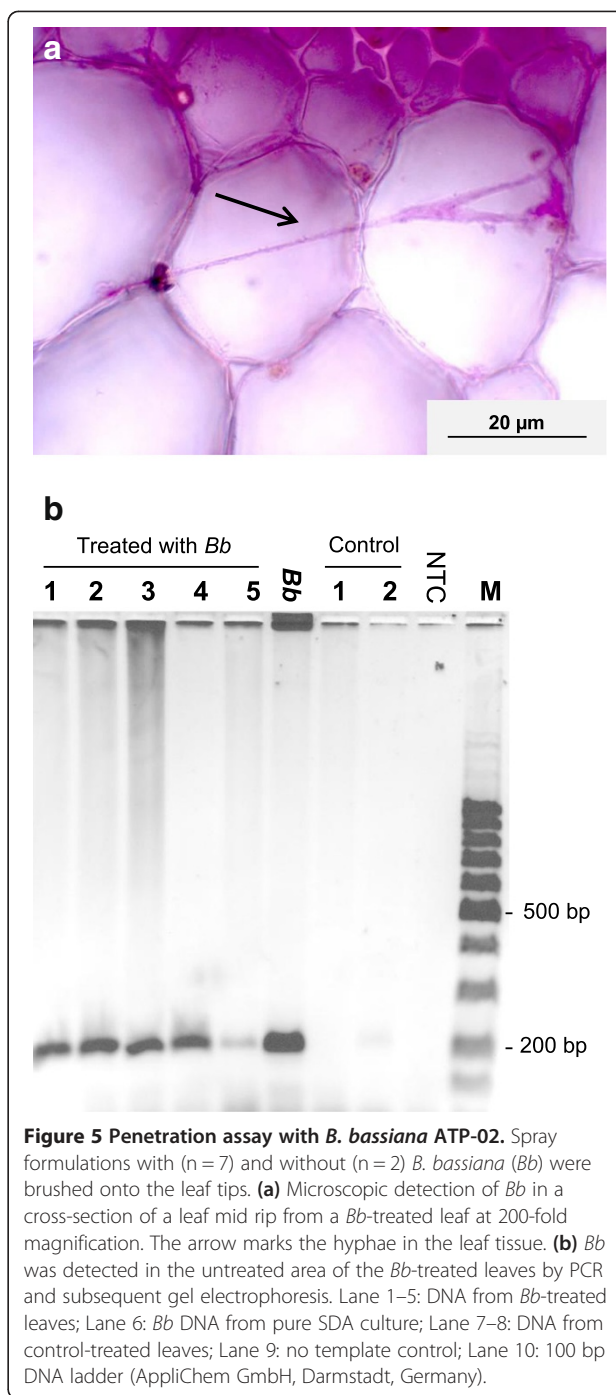 a
20 µm
b
Treated with Bb Control
1 2 3 4 5 Bb 1 2 NTC M
- 500 bp
- 200 bp
Figure 5 Penetration assay with B. bassiana ATP-02. Spray
formulations with (n = 7) and without (n = 2) B. bassiana (Bb) were
brushed onto the leaf tips. (a) Microscopic detection of Bb in a
cross-section of a leaf mid rip from a Bb-treated leaf at 200-fold
magnification. The arrow marks the hyphae in the leaf tissue. (b) Bb
was detected in the untreated area of the Bb-treated leaves by PCR
and subsequent gel electrophoresis. Lane 1–5: DNA from Bb-treated
leaves; Lane 6: Bb DNA from pure SDA culture; Lane 7–8: DNA from
control-treated leaves; Lane 9: no template control; Lane 10: 100 bp
DNA ladder (AppliChem GmbH, Darmstadt, Germany).